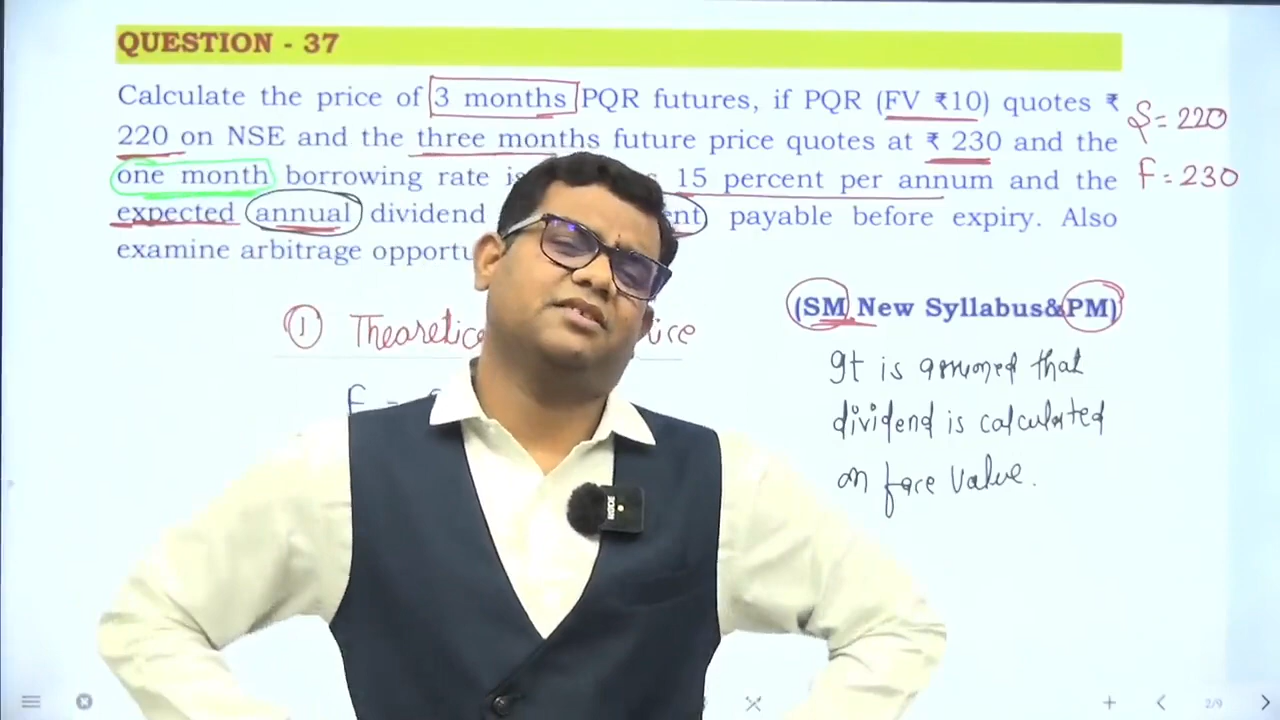 QUESTION - 37
Calculate the price of 3 months PQR futures, if PQR (FV ₹10) quotes ₹
220 on NSE and the three months future price quotes at ₹ 230 and the
one month borrowing rate is 15 percent per annum and the
expected annual dividend payable before expiry. Also
examine arbitrage
S = 220
F = 230
(SM New Syllabus&PM)
1
F =
It is assumed that
dividend is calculated
on face value.
2/9